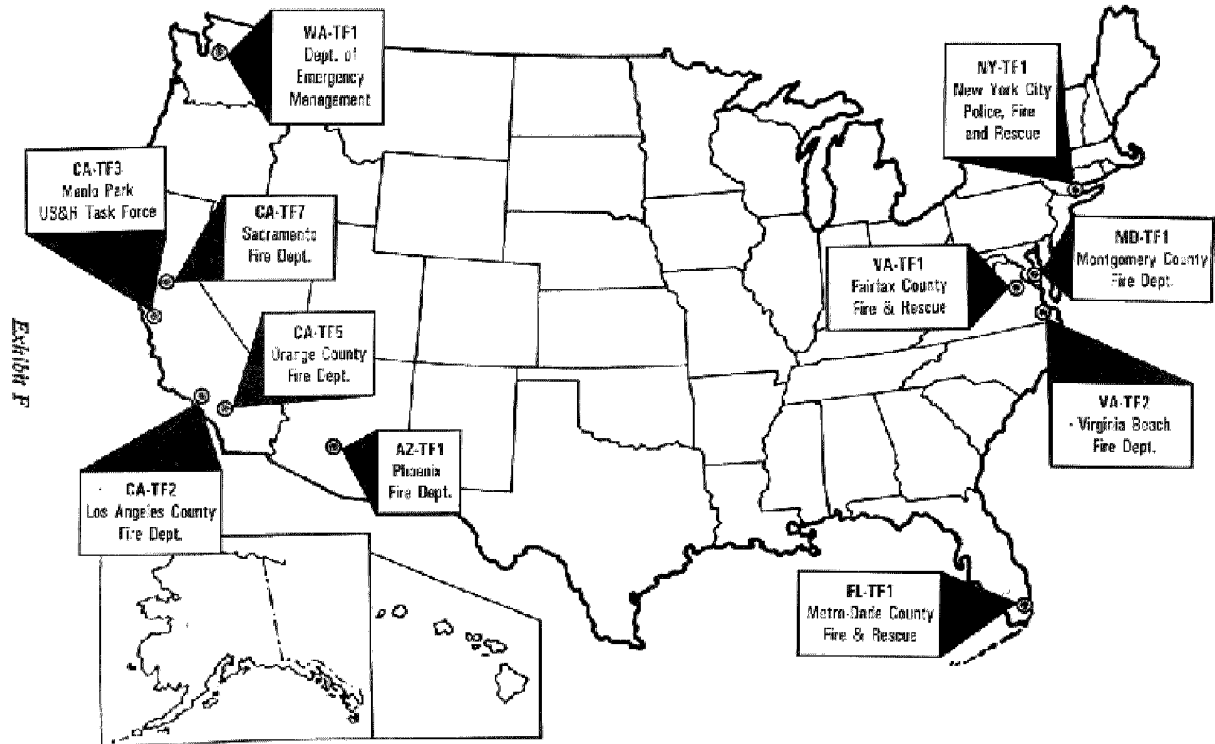 WA-TF1
Dept. of
Emergency
Management
NY-TF1
New York City
Police, Fire
and Rescue
CA-TF3
Menlo Park
US&R Task Force
CA-TF7
Sacramento
Fire Dept.
MD-TF1
Montgomery County
Fire Dept.
VA-TF1
Fairfax County
Fire & Rescue
CA-TF5
Orange County
Fire Dept.
VA-TF2
Virginia Beach
Fire Dept.
AZ-TF1
Phoenix
Fire Dept.
CA-TF2
Los Angeles County
Fire Dept.
FL-TF1
Metro-Dade County
Fire & Rescue
Exhibit F